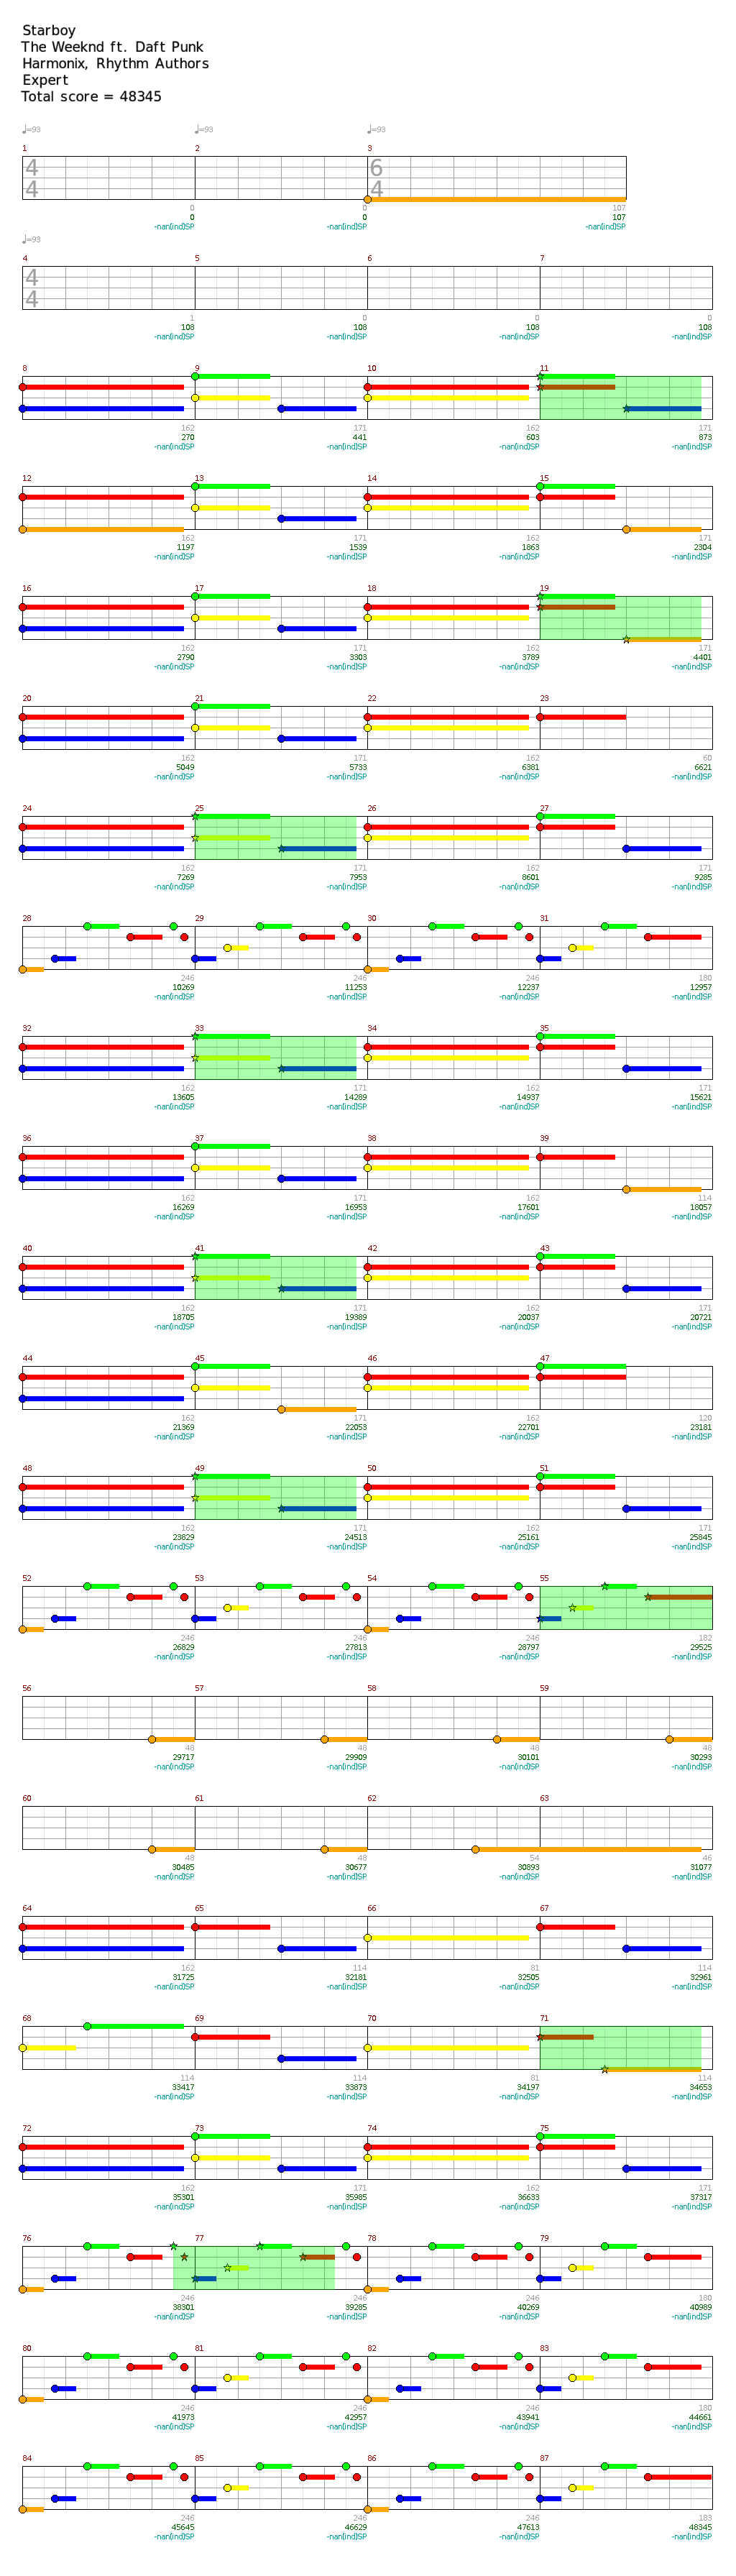 Starboy
The Weeknd ft. Daft Punk
Harmonix, Rhythm Authors
Expert
Total score = 48345
♩=93 ♩=93 ♩=93
1 2 3
4 4 6 4
0 0 107
0 0 107
-nan(ind)SP -nan(ind)SP -nan(ind)SP
♩=93
4 5 6 7
4 4
1 0 0 0
108 108 108 108
-nan(ind)SP -nan(ind)SP -nan(ind)SP -nan(ind)SP
8 9 10 11
162 171 162 171
270 441 603 873
-nan(ind)SP -nan(ind)SP -nan(ind)SP -nan(ind)SP
12 13 14 15
162 171 162 171
1197 1539 1863 2304
-nan(ind)SP -nan(ind)SP -nan(ind)SP -nan(ind)SP
16 17 18 19
162 171 162 171
2790 3303 3789 4401
-nan(ind)SP -nan(ind)SP -nan(ind)SP -nan(ind)SP
20 21 22 23
162 171 162 60
5049 5733 6381 6621
-nan(ind)SP -nan(ind)SP -nan(ind)SP -nan(ind)SP
24 25 26 27
162 171 162 171
7269 7953 8601 9285
-nan(ind)SP -nan(ind)SP -nan(ind)SP -nan(ind)SP
28 29 30 31
246 246 246 180
10269 11253 12237 12957
-nan(ind)SP -nan(ind)SP -nan(ind)SP -nan(ind)SP
32 33 34 35
162 171 162 171
13605 14289 14937 15621
-nan(ind)SP -nan(ind)SP -nan(ind)SP -nan(ind)SP
36 37 38 39
162 171 162 114
16269 16953 17601 18057
-nan(ind)SP -nan(ind)SP -nan(ind)SP -nan(ind)SP
40 41 42 43
162 171 162 171
18705 19389 20037 20721
-nan(ind)SP -nan(ind)SP -nan(ind)SP -nan(ind)SP
44 45 46 47
162 171 162 120
21369 22053 22701 23181
-nan(ind)SP -nan(ind)SP -nan(ind)SP -nan(ind)SP
48 49 50 51
162 171 162 171
23829 24513 25161 25845
-nan(ind)SP -nan(ind)SP -nan(ind)SP -nan(ind)SP
52 53 54 55
246 246 246 182
26829 27813 28797 29525
-nan(ind)SP -nan(ind)SP -nan(ind)SP -nan(ind)SP
56 57 58 59
48 48 48 48
29717 29909 30101 30293
-nan(ind)SP -nan(ind)SP -nan(ind)SP -nan(ind)SP
60 61 62 63
48 48 54 46
30485 30677 30893 31077
-nan(ind)SP -nan(ind)SP -nan(ind)SP -nan(ind)SP
64 65 66 67
162 114 81 114
31725 32181 32505 32961
-nan(ind)SP -nan(ind)SP -nan(ind)SP -nan(ind)SP
68 69 70 71
114 114 81 114
33417 33873 34197 34653
-nan(ind)SP -nan(ind)SP -nan(ind)SP -nan(ind)SP
72 73 74 75
162 171 162 171
35301 35985 36633 37317
-nan(ind)SP -nan(ind)SP -nan(ind)SP -nan(ind)SP
76 77 78 79
246 246 246 180
38301 39285 40269 40989
-nan(ind)SP -nan(ind)SP -nan(ind)SP -nan(ind)SP
80 81 82 83
246 246 246 180
41973 42957 43941 44661
-nan(ind)SP -nan(ind)SP -nan(ind)SP -nan(ind)SP
84 85 86 87
246 246 246 183
45645 46629 47613 48345
-nan(ind)SP -nan(ind)SP -nan(ind)SP -nan(ind)SP